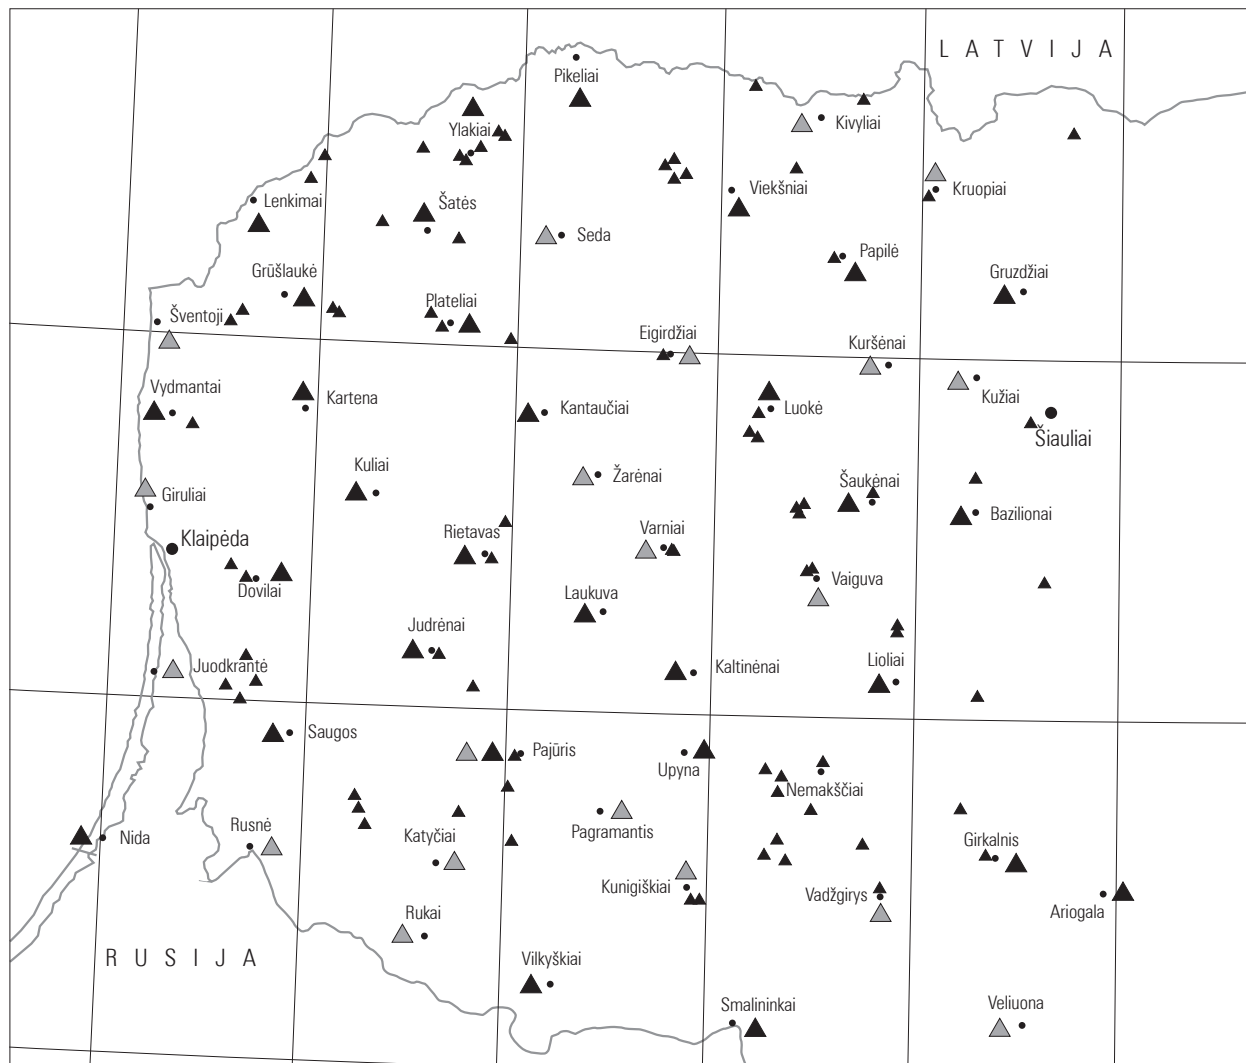 LATVIJA
Pikeliai
Ylakiai
Kivyliai
Viekšniai
Kruopiai
Lenkimai
Šatės
Seda
Papilė
Grūšlaukė
Gruzdžiai
Šventoji
Plateliai
Eigirdžiai
Kuršėnai
Vydmantai
Kartena
Kantaučiai
Luokė
Kužiai
Šiauliai
Kuliai
Žarėnai
Šaukėnai
Giruliai
Bazilionai
Klaipėda
Rietavas
Varniai
Dovilai
Laukuva
Vaiguva
Judrėnai
Juodkrantė
Kaltinėnai
Lioliai
Saugos
Pajūris
Upyna
Nemakščiai
Nida
Rusnė
Katyčiai
Pagramantis
Girkalnis
Kunigiškiai
Vadžgirys
Ariogala
Rukai
RUSIJA
Vilkyškiai
Smalininkai
Veliuona